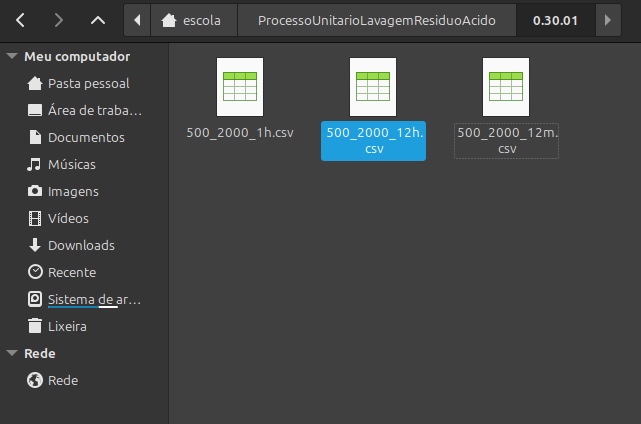 escola
ProcessoUnitarioLavagemResiduoAcido
0.30.01
Meu computador
Pasta pessoal
Área de traba...
Documentos
Músicas
Imagens
Vídeos
Downloads
Recente
Sistema de ar...
Lixeira
Rede
Rede
500_2000_1h.csv
500_2000_12h.
csv
500_2000_12m.
csv